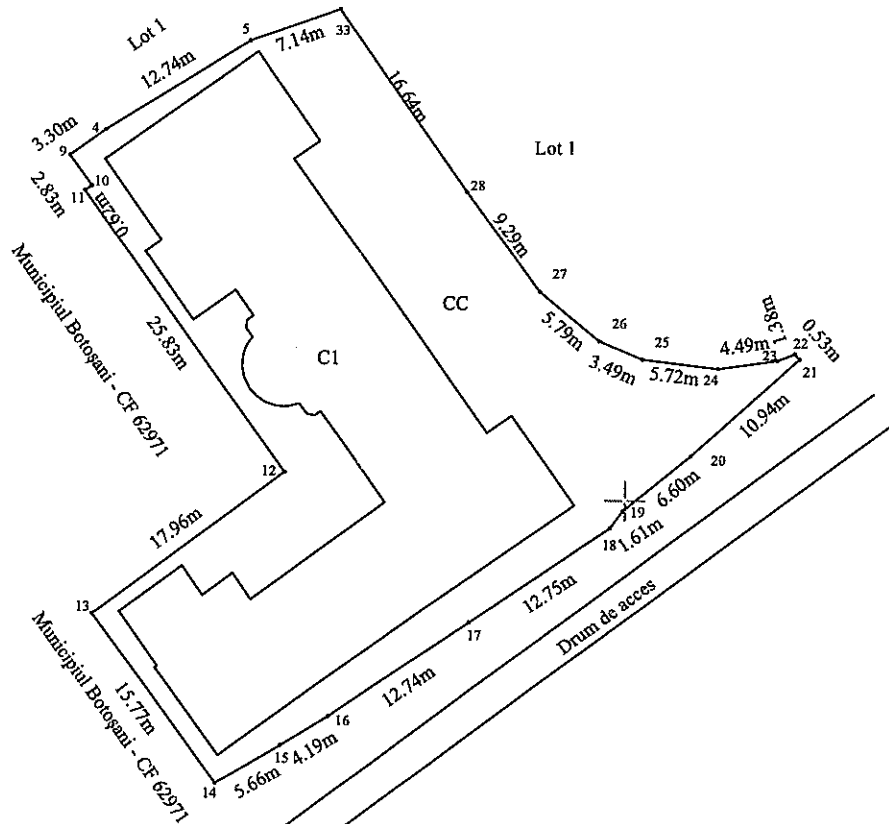 Lot 1
5
7.14m
33
12.74m
3.30m
4
9
16.64m
Lot 1
10
11
2.83m
0.62m
28
9.29m
Municipiul Botoşani - CF 62971
25.83m
CC
C1
27
5.79m
26
3.49m
25
5.72m
24
4.49m
23
1.38m
22
0.53m
21
10.94m
20
6.60m
19
1.61m
18
12
17.96m
13
12.75m
17
Drum de acces
Municipiul Botoşani - CF 62971
15.77m
12.74m
16
4.19m
15
5.66m
14